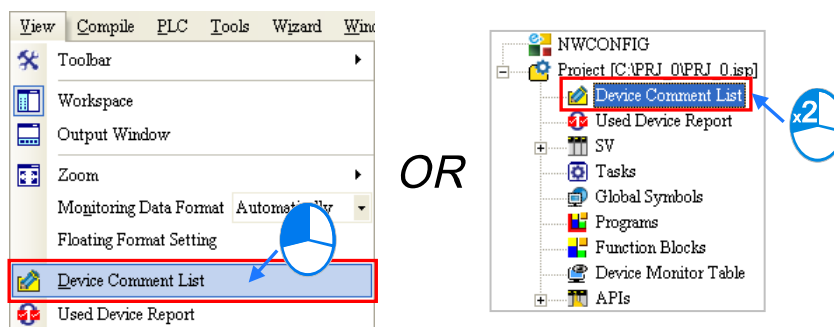 View Compile PLC Tools Wizard
Toolbar
Workspace
Output Window
Zoom
Monitoring Data Format Automatically
Floating Format Setting
Device Comment List
Used Device Report
OR
NWCONFIG
Project [C:\PRJ_0\PRJ_0.isp]
Device Comment List
x2
Used Device Report
SV
Tasks
Global Symbols
Programs
Function Blocks
Device Monitor Table
APIs